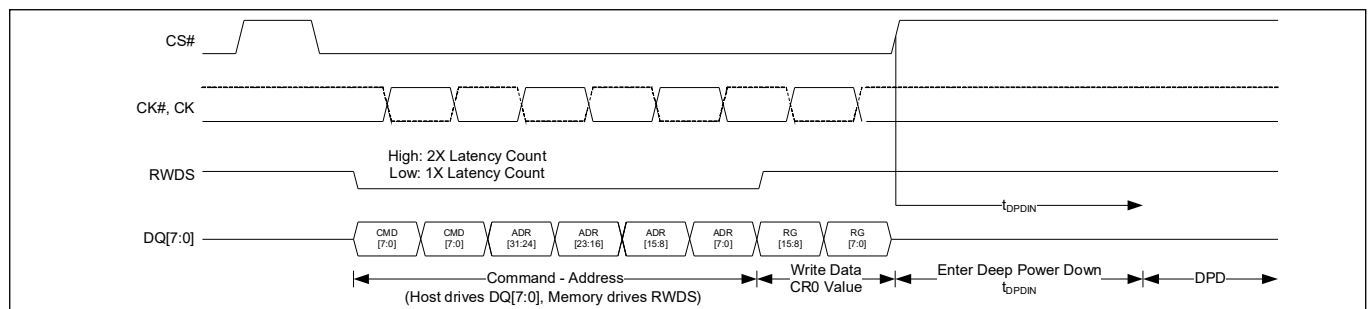 CS#
CK#, CK
High: 2X Latency Count
Low: 1X Latency Count
RWDS
tDPDIN
DQ[7:0]
CMD [7:0]
CMD [7:0]
ADR [31:24]
ADR [23:16]
ADR [15:8]
ADR [7:0]
RG [15:8]
RG [7:0]
Command - Address
(Host drives DQ[7:0], Memory drives RWDS)
Write Data
CR0 Value
Enter Deep Power Down
tDPDIN
DPD